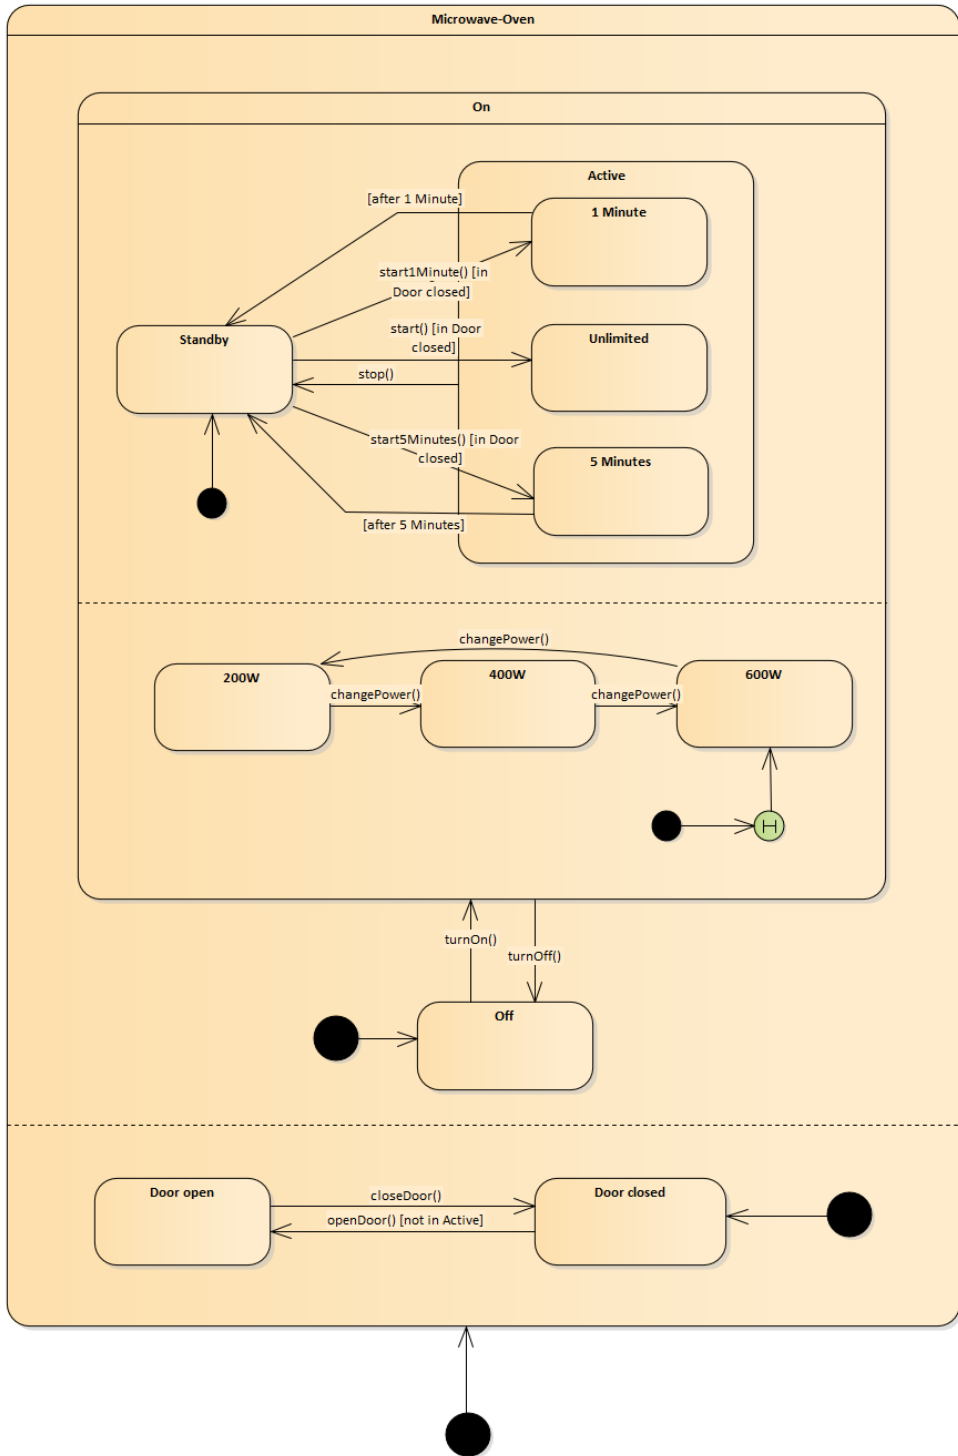 Microwave-Oven
On
Active
[after 1 Minute]
1 Minute
start1Minute() [in
Door closed]
start() [in Door
closed]
Standby
Unlimited
stop()
start5Minutes() [in Door
closed]
5 Minutes
[after 5 Minutes]
changePower()
200W
400W
600W
changePower()
changePower()
H
turnOn()
turnOff()
Off
Door open
closeDoor()
Door closed
openDoor() [not in Active]